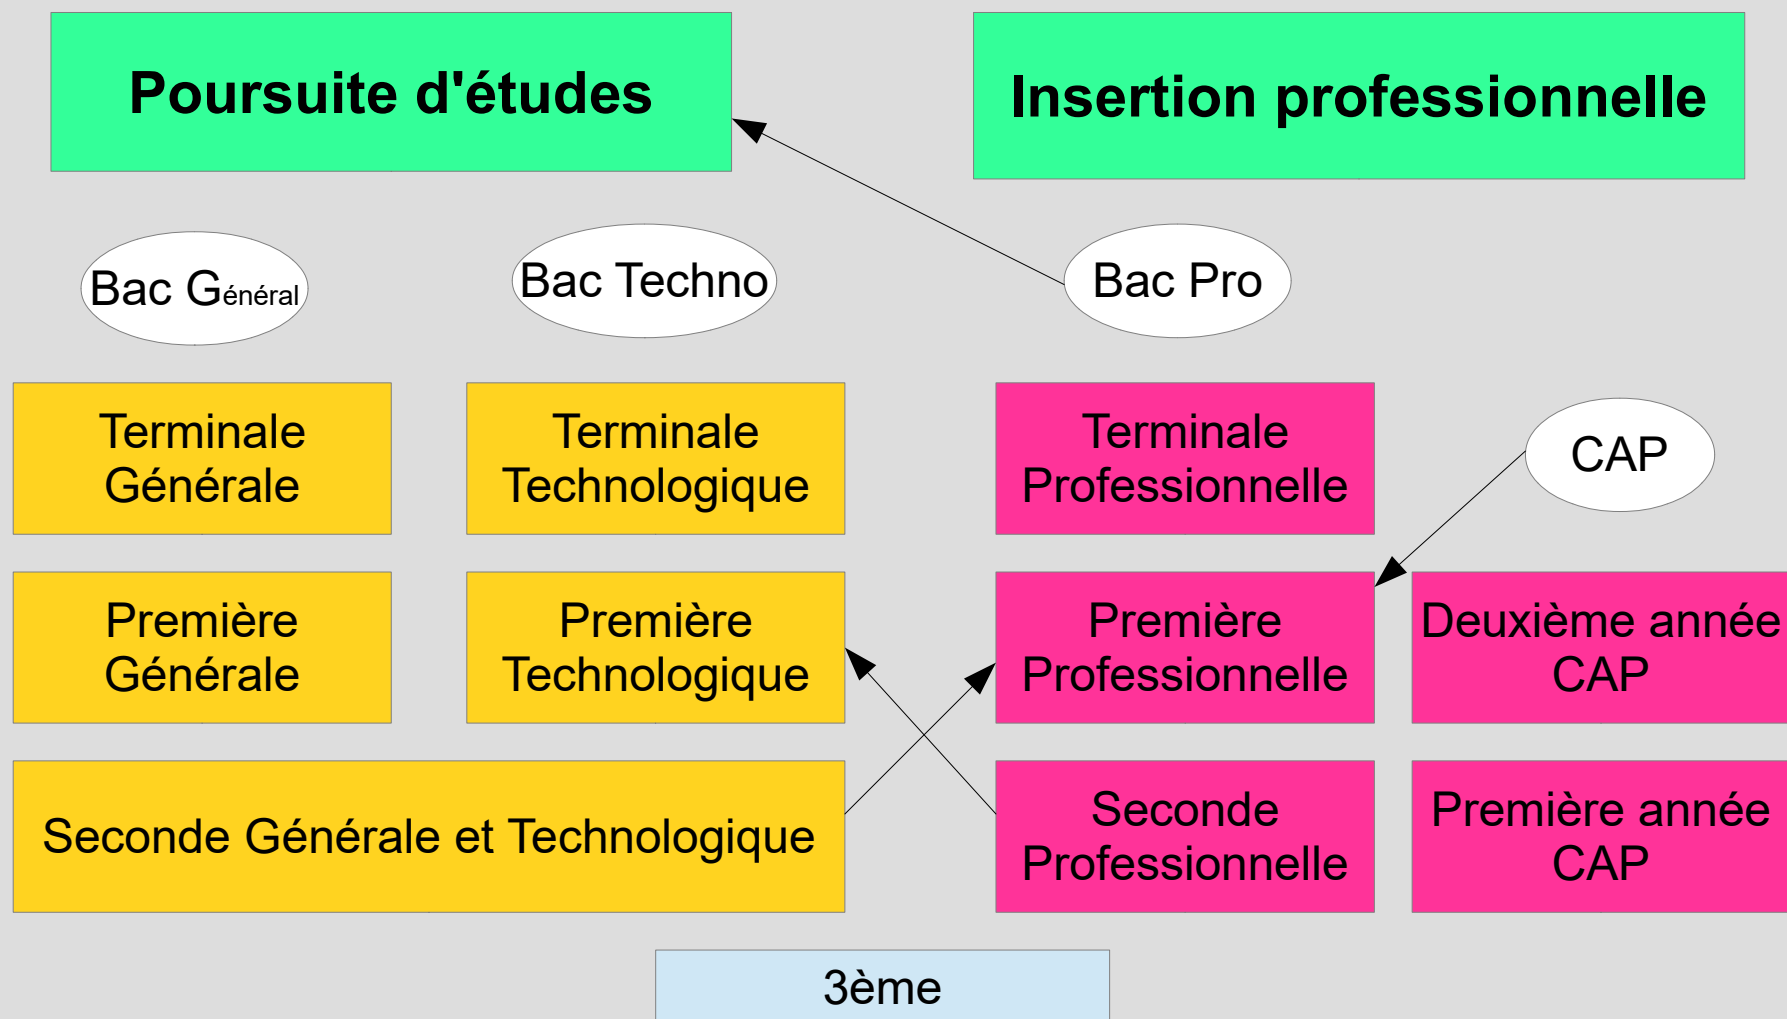 Poursuite d'études
Insertion professionnelle
Bac Général
Bac Techno
Bac Pro
Terminale
Générale
Terminale
Technologique
Terminale
Professionnelle
CAP
Première
Générale
Première
Technologique
Première
Professionnelle
Deuxième année
CAP
Seconde Générale et Technologique
Seconde
Professionnelle
Première année
CAP
3ème